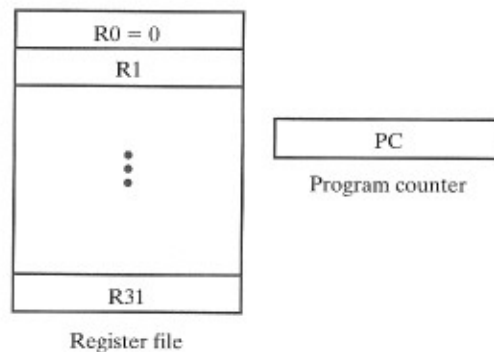 R0 = 0
R1
R31
Register file
PC
Program counter